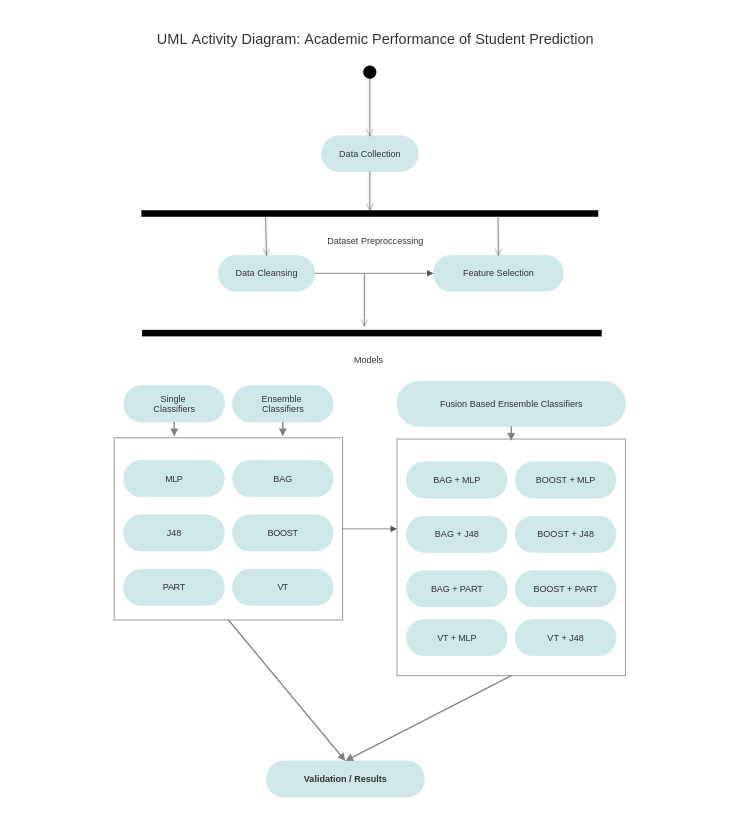 UML Activity Diagram: Academic Performance of Student Prediction
Data Collection
Dataset Preproccessing
Data Cleansing
Feature Selection
Models
Single
Classifiers
Ensemble
Classifiers
Fusion Based Ensemble Classifiers
MLP
BAG
J48
BOOST
PART
VT
BAG + MLP
BOOST + MLP
BAG + J48
BOOST + J48
BAG + PART
BOOST + PART
VT + MLP
VT + J48
Validation / Results